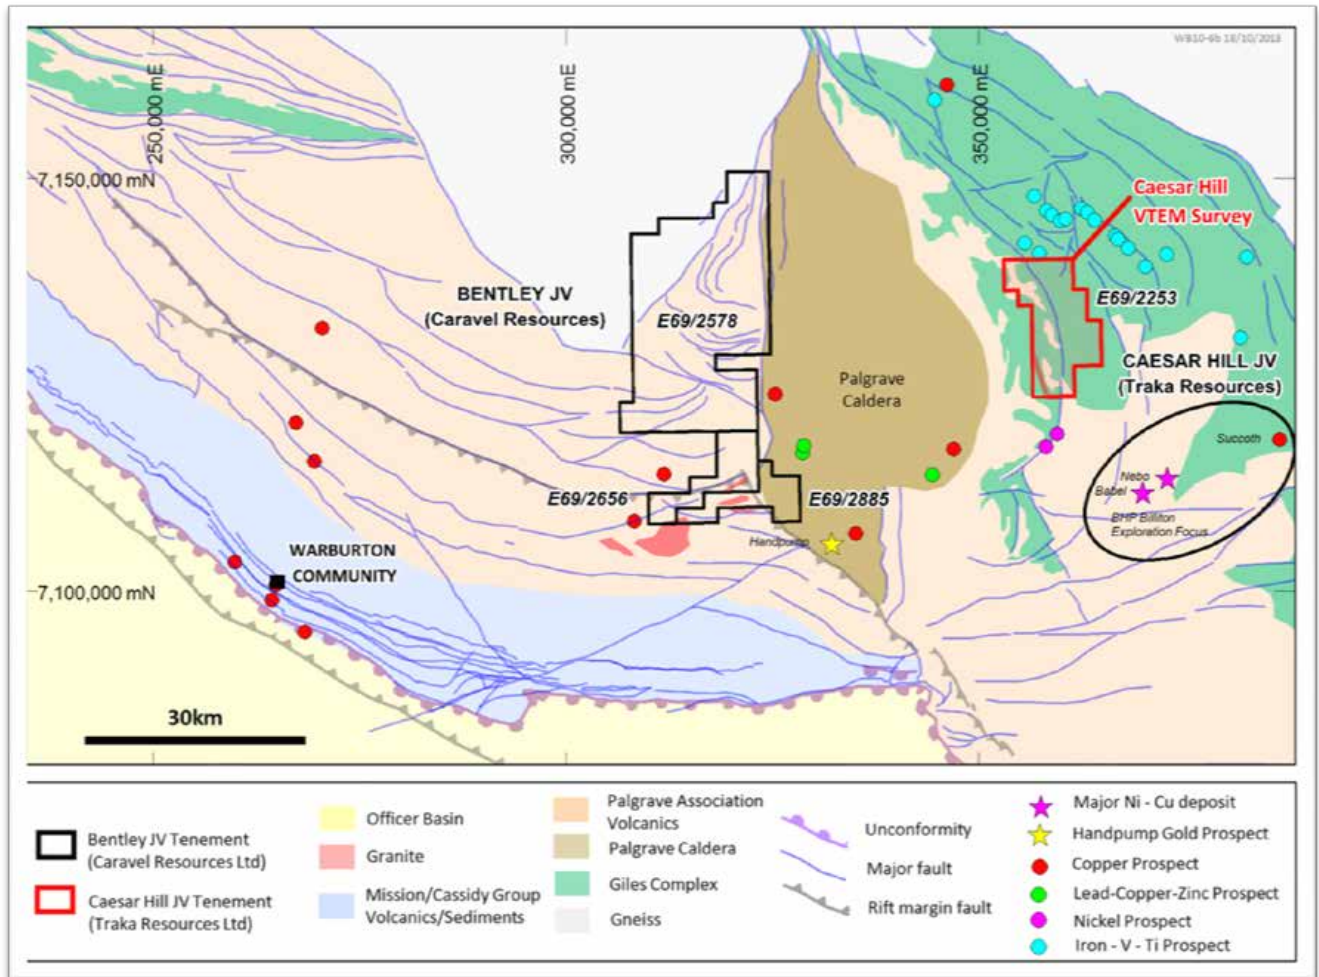 WB10-6b 18/10/2013
250,000 mE
300,000 mE
350,000 mE
7,150,000 mN
Caesar Hill
VTEM Survey
BENTLEY JV
(Caravel Resources)
E69/2578
E69/2253
CAESAR HILL JV
(Traka Resources)
Palgrave
Caldera
Succoth
Nebo
Babel
BHP Billiton
Exploration Focus
E69/2656
E69/2885
Handpump
WARBURTON
COMMUNITY
7,100,000 mN
30km
Bentley JV Tenement
(Caravel Resources Ltd)
Caesar Hill JV Tenement
(Traka Resources Ltd)
Officer Basin
Granite
Mission/Cassidy Group
Volcanics/Sediments
Palgrave Association
Volcanics
Palgrave Caldera
Giles Complex
Gneiss
Unconformity
Major fault
Rift margin fault
Major Ni - Cu deposit
Handpump Gold Prospect
Copper Prospect
Lead-Copper-Zinc Prospect
Nickel Prospect
Iron - V - Ti Prospect